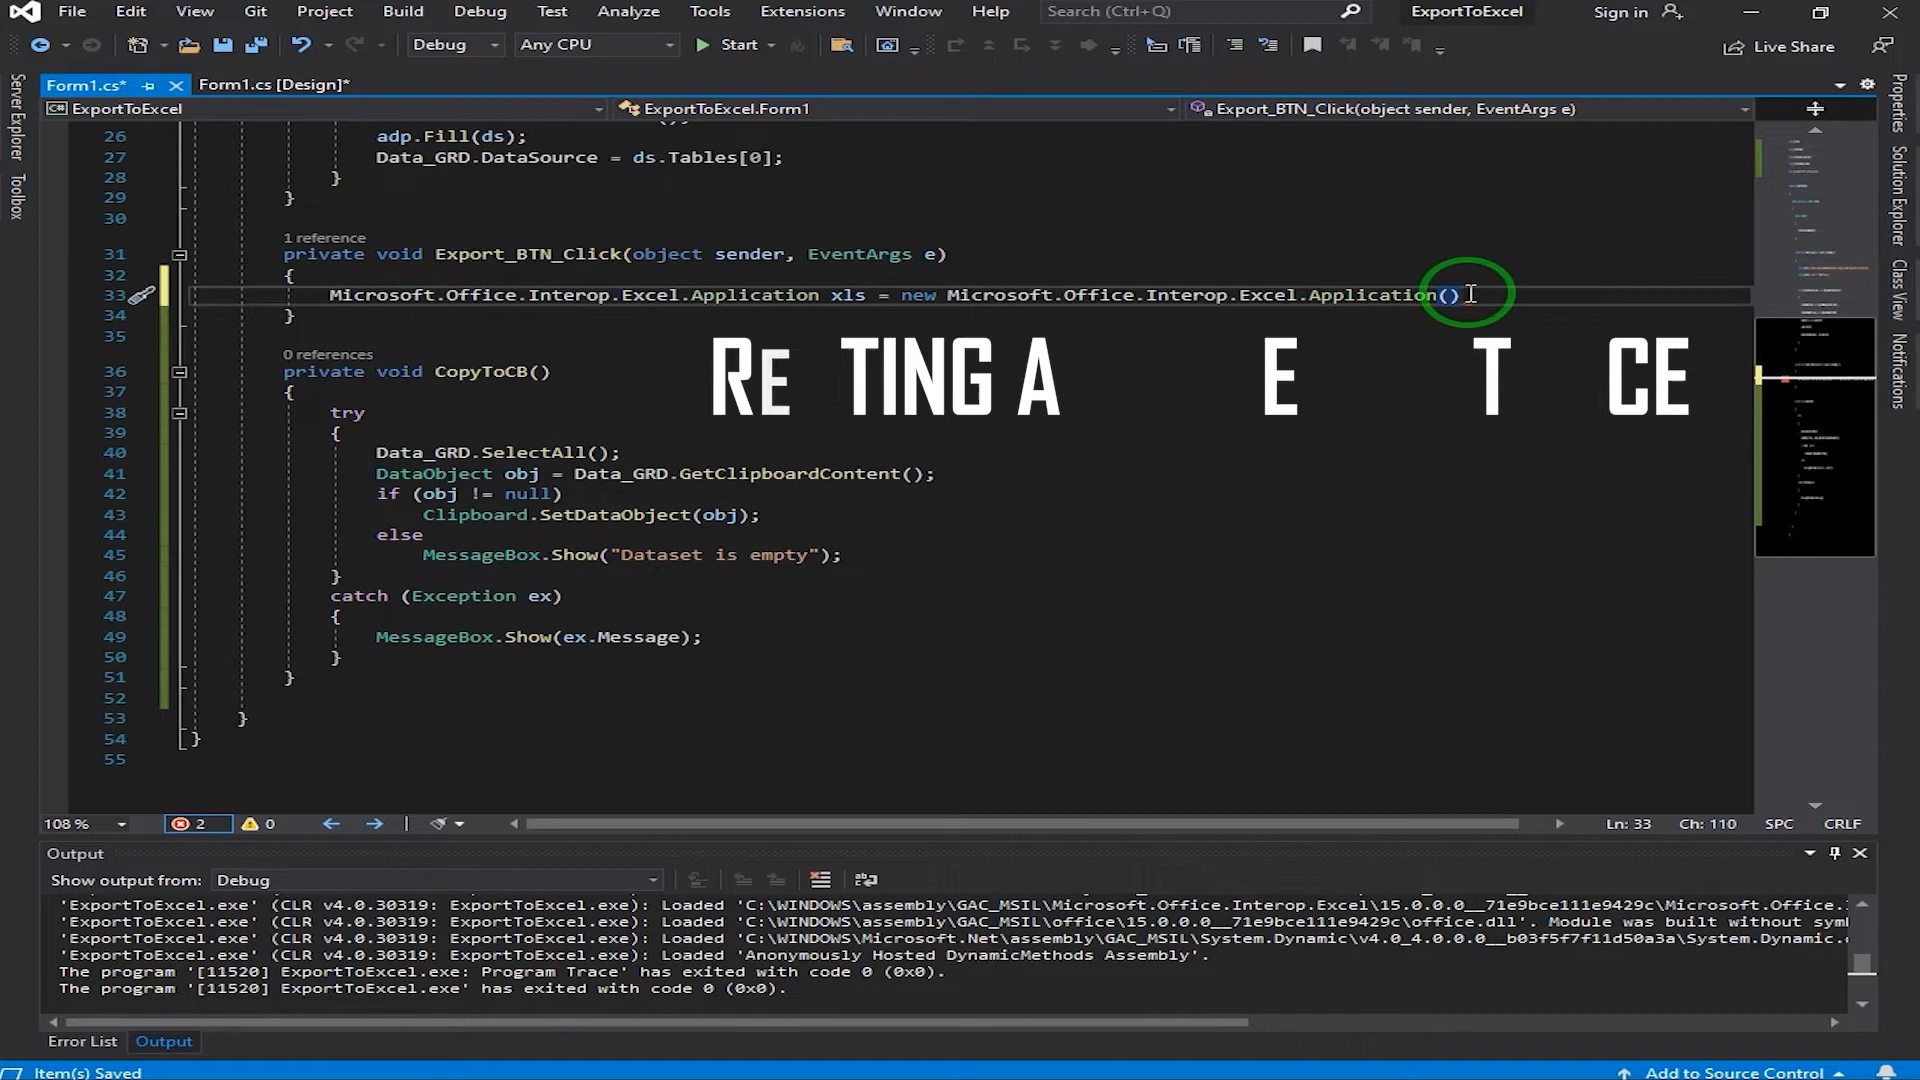 File Edit View Git Project Build Debug Test Analyze Tools Extensions Window Help Search (Ctrl+Q) ExportToExcel Sign in
Debug Any CPU Start Live Share
Form1.cs* Form1.cs [Design]*
ExportToExcel ExportToExcel.Form1 Export_BTN_Click(object sender, EventArgs e)
Server Explorer
Toolbox
Properties
Solution Explorer
Class View
Notifications
26 adp.Fill(ds);
27 Data_GRD.DataSource = ds.Tables[0];
28 }
29 }
30
1 reference
31 private void Export_BTN_Click(object sender, EventArgs e)
32 {
33 Microsoft.Office.Interop.Excel.Application xls = new Microsoft.Office.Interop.Excel.Application()
34 }
35
RE TING A E T CE
0 references
36 private void CopyToCB()
37 {
38 try
39 {
40 Data_GRD.SelectAll();
41 DataObject obj = Data_GRD.GetClipboardContent();
42 if (obj != null)
43 Clipboard.SetDataObject(obj);
44 else
45 MessageBox.Show("Dataset is empty");
46 }
47 catch (Exception ex)
48 {
49 MessageBox.Show(ex.Message);
50 }
51 }
52
53 }
54 }
55
108 % 2 0 Ln: 33 Ch: 110 SPC CRLF
Output
Show output from: Debug
'ExportToExcel.exe' (CLR v4.0.30319: ExportToExcel.exe): Loaded 'C:\WINDOWS\assembly\GAC_MSIL\Microsoft.Office.Interop.Excel\15.0.0.0__71e9bce111e9429c\Microsoft.Office.
'ExportToExcel.exe' (CLR v4.0.30319: ExportToExcel.exe): Loaded 'C:\WINDOWS\assembly\GAC_MSIL\office\15.0.0.0__71e9bce111e9429c\office.dll'. Module was built without sym
'ExportToExcel.exe' (CLR v4.0.30319: ExportToExcel.exe): Loaded 'C:\WINDOWS\Microsoft.Net\assembly\GAC_MSIL\System.Dynamic\v4.0_4.0.0.0__b03f5f7f11d50a3a\System.Dynamic.
'ExportToExcel.exe' (CLR v4.0.30319: ExportToExcel.exe): Loaded 'Anonymously Hosted DynamicMethods Assembly'.
The program '[11520] ExportToExcel.exe: Program Trace' has exited with code 0 (0x0).
The program '[11520] ExportToExcel.exe' has exited with code 0 (0x0).
Error List Output
Item(s) Saved Add to Source Control